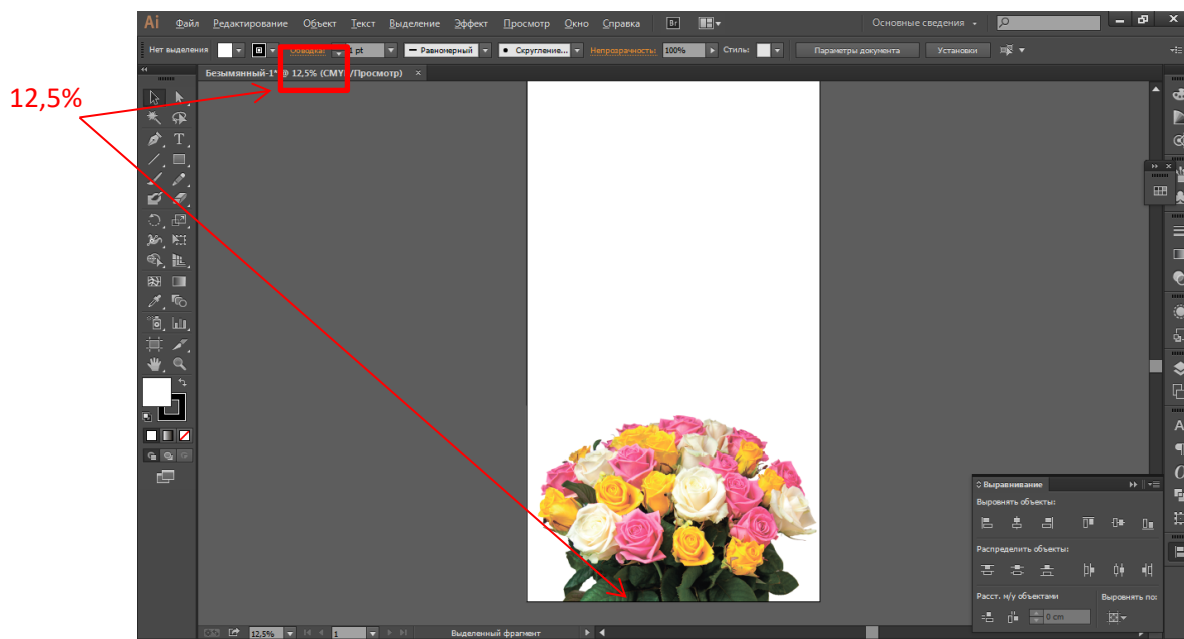 Ai Файл Редактирование Объект Текст Выделение Эффект Просмотр Окно Справка Br Основные сведения
Нет выделения Обводка: 1 pt Равномерный Скругление... Непрозрачность: 100% Стиль: Параметры документа Установки
Безымянный-1* @ 12,5% (CMYK/Просмотр) ×
12,5%
Выравнивание
Выровнять объекты:
Распределить объекты:
Расст. м/у объектами Выровнять по:
0 cm
12,5% 1 Выделенный фрагмент